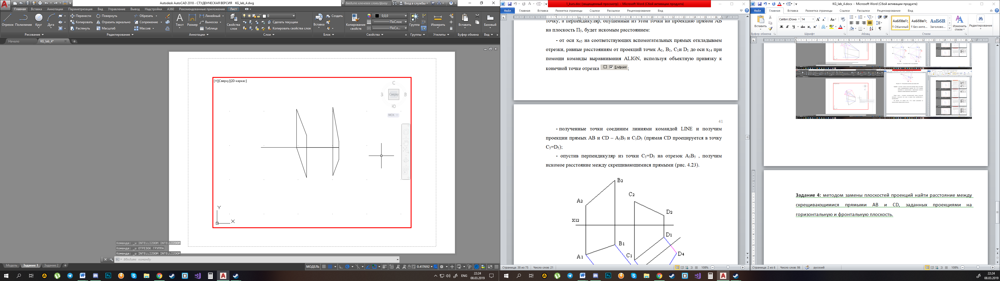 Autodesk AutoCAD 2018 - СТУДЕНЧЕСКАЯ ВЕРСИЯ KG_lab_4.dwg
Введите ключевое слово/фразу
Вход в службы
Главная Вставка Аннотации Параметризация Вид Управление Вывод Надстройки A360 Рекомендованные приложения Лист
Отрезок Полилиния Круг Дуга
Перенести Повернуть Обрезать
Копировать Отразить зеркально Сопряжение
Растянуть Масштаб Массив
Текст Размер
Линейный
Выноска
Таблица
Свойства слоя
0
Сделать текущим
Копировать свойства слоя
Вставка
Создать
Копирование свойств
0,0,0
ПоСлою
ПоСл...
Группа
Измерить
Вставить
Базовый
Рисование Редактирование Аннотации Слои Блок Свойства Группы Утилиты Буфер обмена Вид
Начало KG_lab_4*
[+][Сверху][2D-каркас]
С
З Сверху В
Ю
МСК
Y
X
Команда: _u INTELLIZOOM INTELLIZOOM
Команда: _u ОТРЕЗОК ГРУППА
Команда: _u INTELLIZOOM INTELLIZOOM
Введите команду
Модель Задание 1 Задание 2
МОДЕЛЬ 0.417692
ENG 22:24 08.03.2019
1_kurs.doc (защищенный просмотр) - Microsoft Word (Сбой активации продукта)
Файл Главная Вставка Разметка страницы Ссылки Рассылки Рецензирование Вид
точку, а перпендикуляр, опущенный из этой точки на проекцию прямой АВ
на плоскость П5, будет искомым расстоянием:
- от оси x45 на соответствующих вспомогательных прямых откладываем
отрезки, равные расстояниям от проекций точек A1, B1, C1и D1 до оси x14 при
помощи команды выравнивания ALIGN, используя объектную привязку к
конечной точке отрезка Endpoint ;
41
- полученные точки соединим линиями командой LINE и получим
проекции прямых АВ и CD – A5B5 и C5D5 (прямая CD проецируется в точку
C5=D5);
- опустив перпендикуляр из точки C5=D5 на отрезок A5B5 , получим
искомое расстояние между скрещивающимися прямыми (рис. 4.23).
B2
C2
A2
D2
X12
D1
B1
D4
C1
A1
Страница: 38 из 75 Число слов: 21 108%
KG_lab_4.docx - Microsoft Word (Сбой активации продукта)
Файл Главная Вставка Разметка страницы Ссылки Рассылки Рецензирование Вид
Вставить
Calibri (Осно 14
АаБбВвГг, АаБбВвГг, АаБбВ
¶ Обычный ¶ Без инте... Заголово...
Изменить стили
Редактирование
Буфер обмена Шрифт Абзац Стили
Задание 4: методом замены плоскостей проекций найти расстояние между
скрещивающимися прямыми АВ и CD, заданных проекциями на
горизонтальную и фронтальную плоскость.
Страница: 2 из 6 Число слов: 86 русский 108%
22:24
08.03.2019